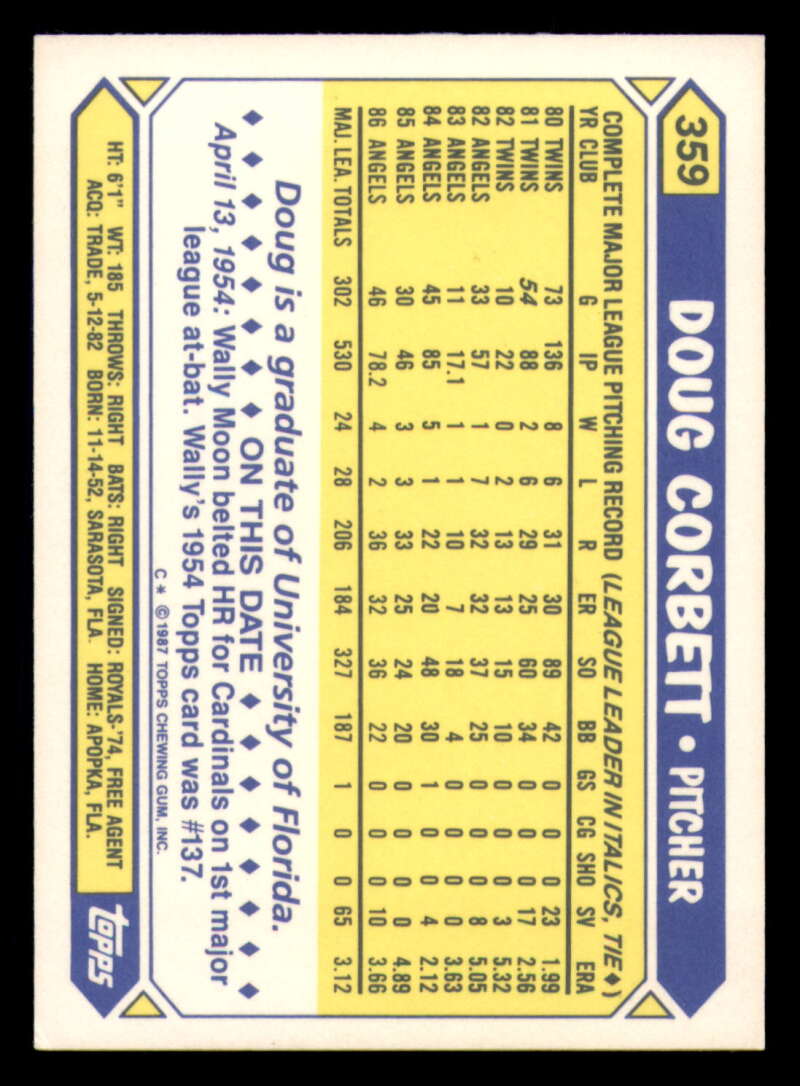 359
DOUG CORBETT • PITCHER
COMPLETE MAJOR LEAGUE PITCHING RECORD (LEAGUE LEADER IN ITALICS, TIE♦)
YR CLUB G IP W L R ER SO BB GS CG SHO SV ERA
80 TWINS 73 136 8 6 31 30 89 42 0 0 0 23 1.99
81 TWINS 54 88 2 6 29 25 60 34 0 0 0 17 2.56
82 TWINS 10 22 0 2 13 13 15 10 0 0 0 3 5.32
82 ANGELS 33 57 1 7 32 32 37 25 0 0 0 8 5.05
83 ANGELS 11 17.1 1 1 10 7 18 4 0 0 0 0 3.63
84 ANGELS 45 85 5 1 22 20 48 30 1 0 0 4 2.12
85 ANGELS 30 46 3 3 33 25 24 20 0 0 0 0 4.89
86 ANGELS 46 78.2 4 2 36 32 36 22 0 0 0 10 3.66
MAJ. LEA. TOTALS 302 530 24 28 206 184 327 187 1 0 0 65 3.12
Doug is a graduate of University of Florida.
♦ ♦ ♦ ♦ ♦ ♦ ♦ ♦ ON THIS DATE ♦ ♦ ♦ ♦ ♦ ♦ ♦ ♦
April 13, 1954: Wally Moon belted HR for Cardinals on 1st major
league at-bat. Wally's 1954 Topps card was #137.
C * © 1987 TOPPS CHEWING GUM, INC.
HT: 6'1" WT: 185 THROWS: RIGHT BATS: RIGHT SIGNED: ROYALS-'74, FREE AGENT
ACQ: TRADE, 5-12-82 BORN: 11-14-52, SARASOTA, FLA. HOME: APOPKA, FLA.
TOPPS